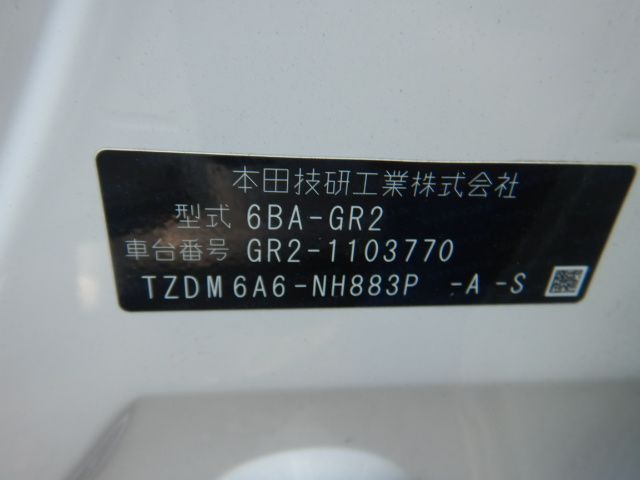 本田技研工業株式会社
型式 6BA-GR2
車台番号 GR2-1103770
TZDM6A6-NH883P -A -S